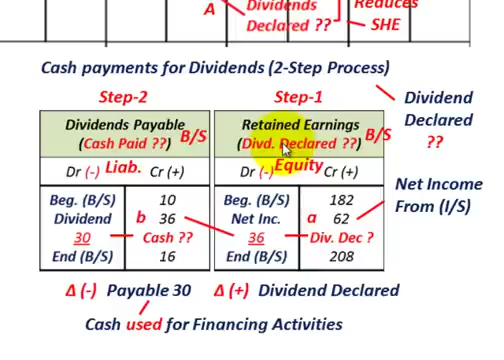 A Dividends Declared ??
Reduces
SHE
Cash payments for Dividends (2-Step Process)
Step-2
Step-1
Dividend
Declared
??
Dividends Payable
(Cash Paid ??) B/S
Dr (-) Liab. Cr (+)
Beg. (B/S) 10
Dividend b 36
30 Cash ??
End (B/S) 16
Retained Earnings
(Divd. Declared ??) B/S
Dr (-) Equity Cr (+)
Beg. (B/S) 182
Net Inc. a 62
36 Div. Dec ?
End (B/S) 208
Net Income
From (I/S)
Δ (-) Payable 30
Δ (+) Dividend Declared
Cash used for Financing Activities